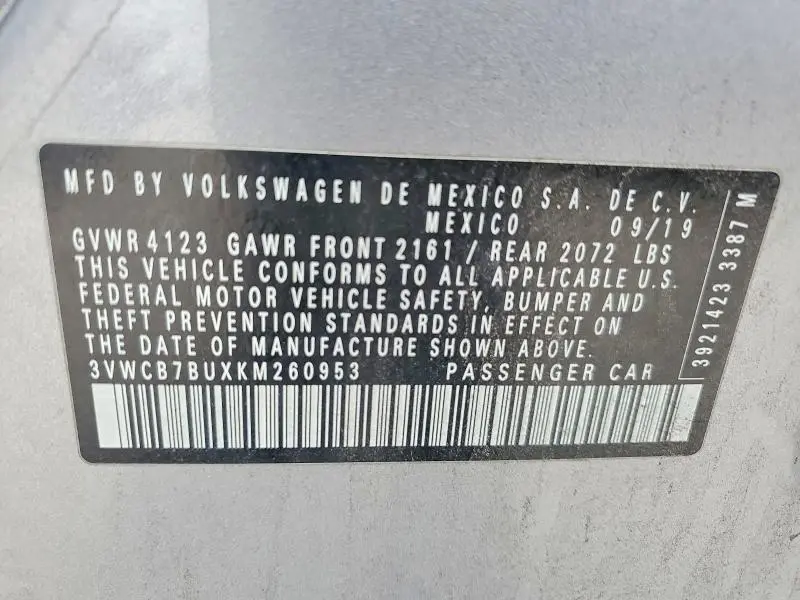 MFD BY VOLKSWAGEN DE MEXICO S.A. DE C.V.
MEXICO 09/19
GVWR 4123 GAWR FRONT 2161 / REAR 2072 LBS
THIS VEHICLE CONFORMS TO ALL APPLICABLE U.S.
FEDERAL MOTOR VEHICLE SAFETY, BUMPER AND
THEFT PREVENTION STANDARDS IN EFFECT ON
THE DATE OF MANUFACTURE SHOWN ABOVE.
3VWCB7BUXKM260953 PASSENGER CAR
3921423 3387 M